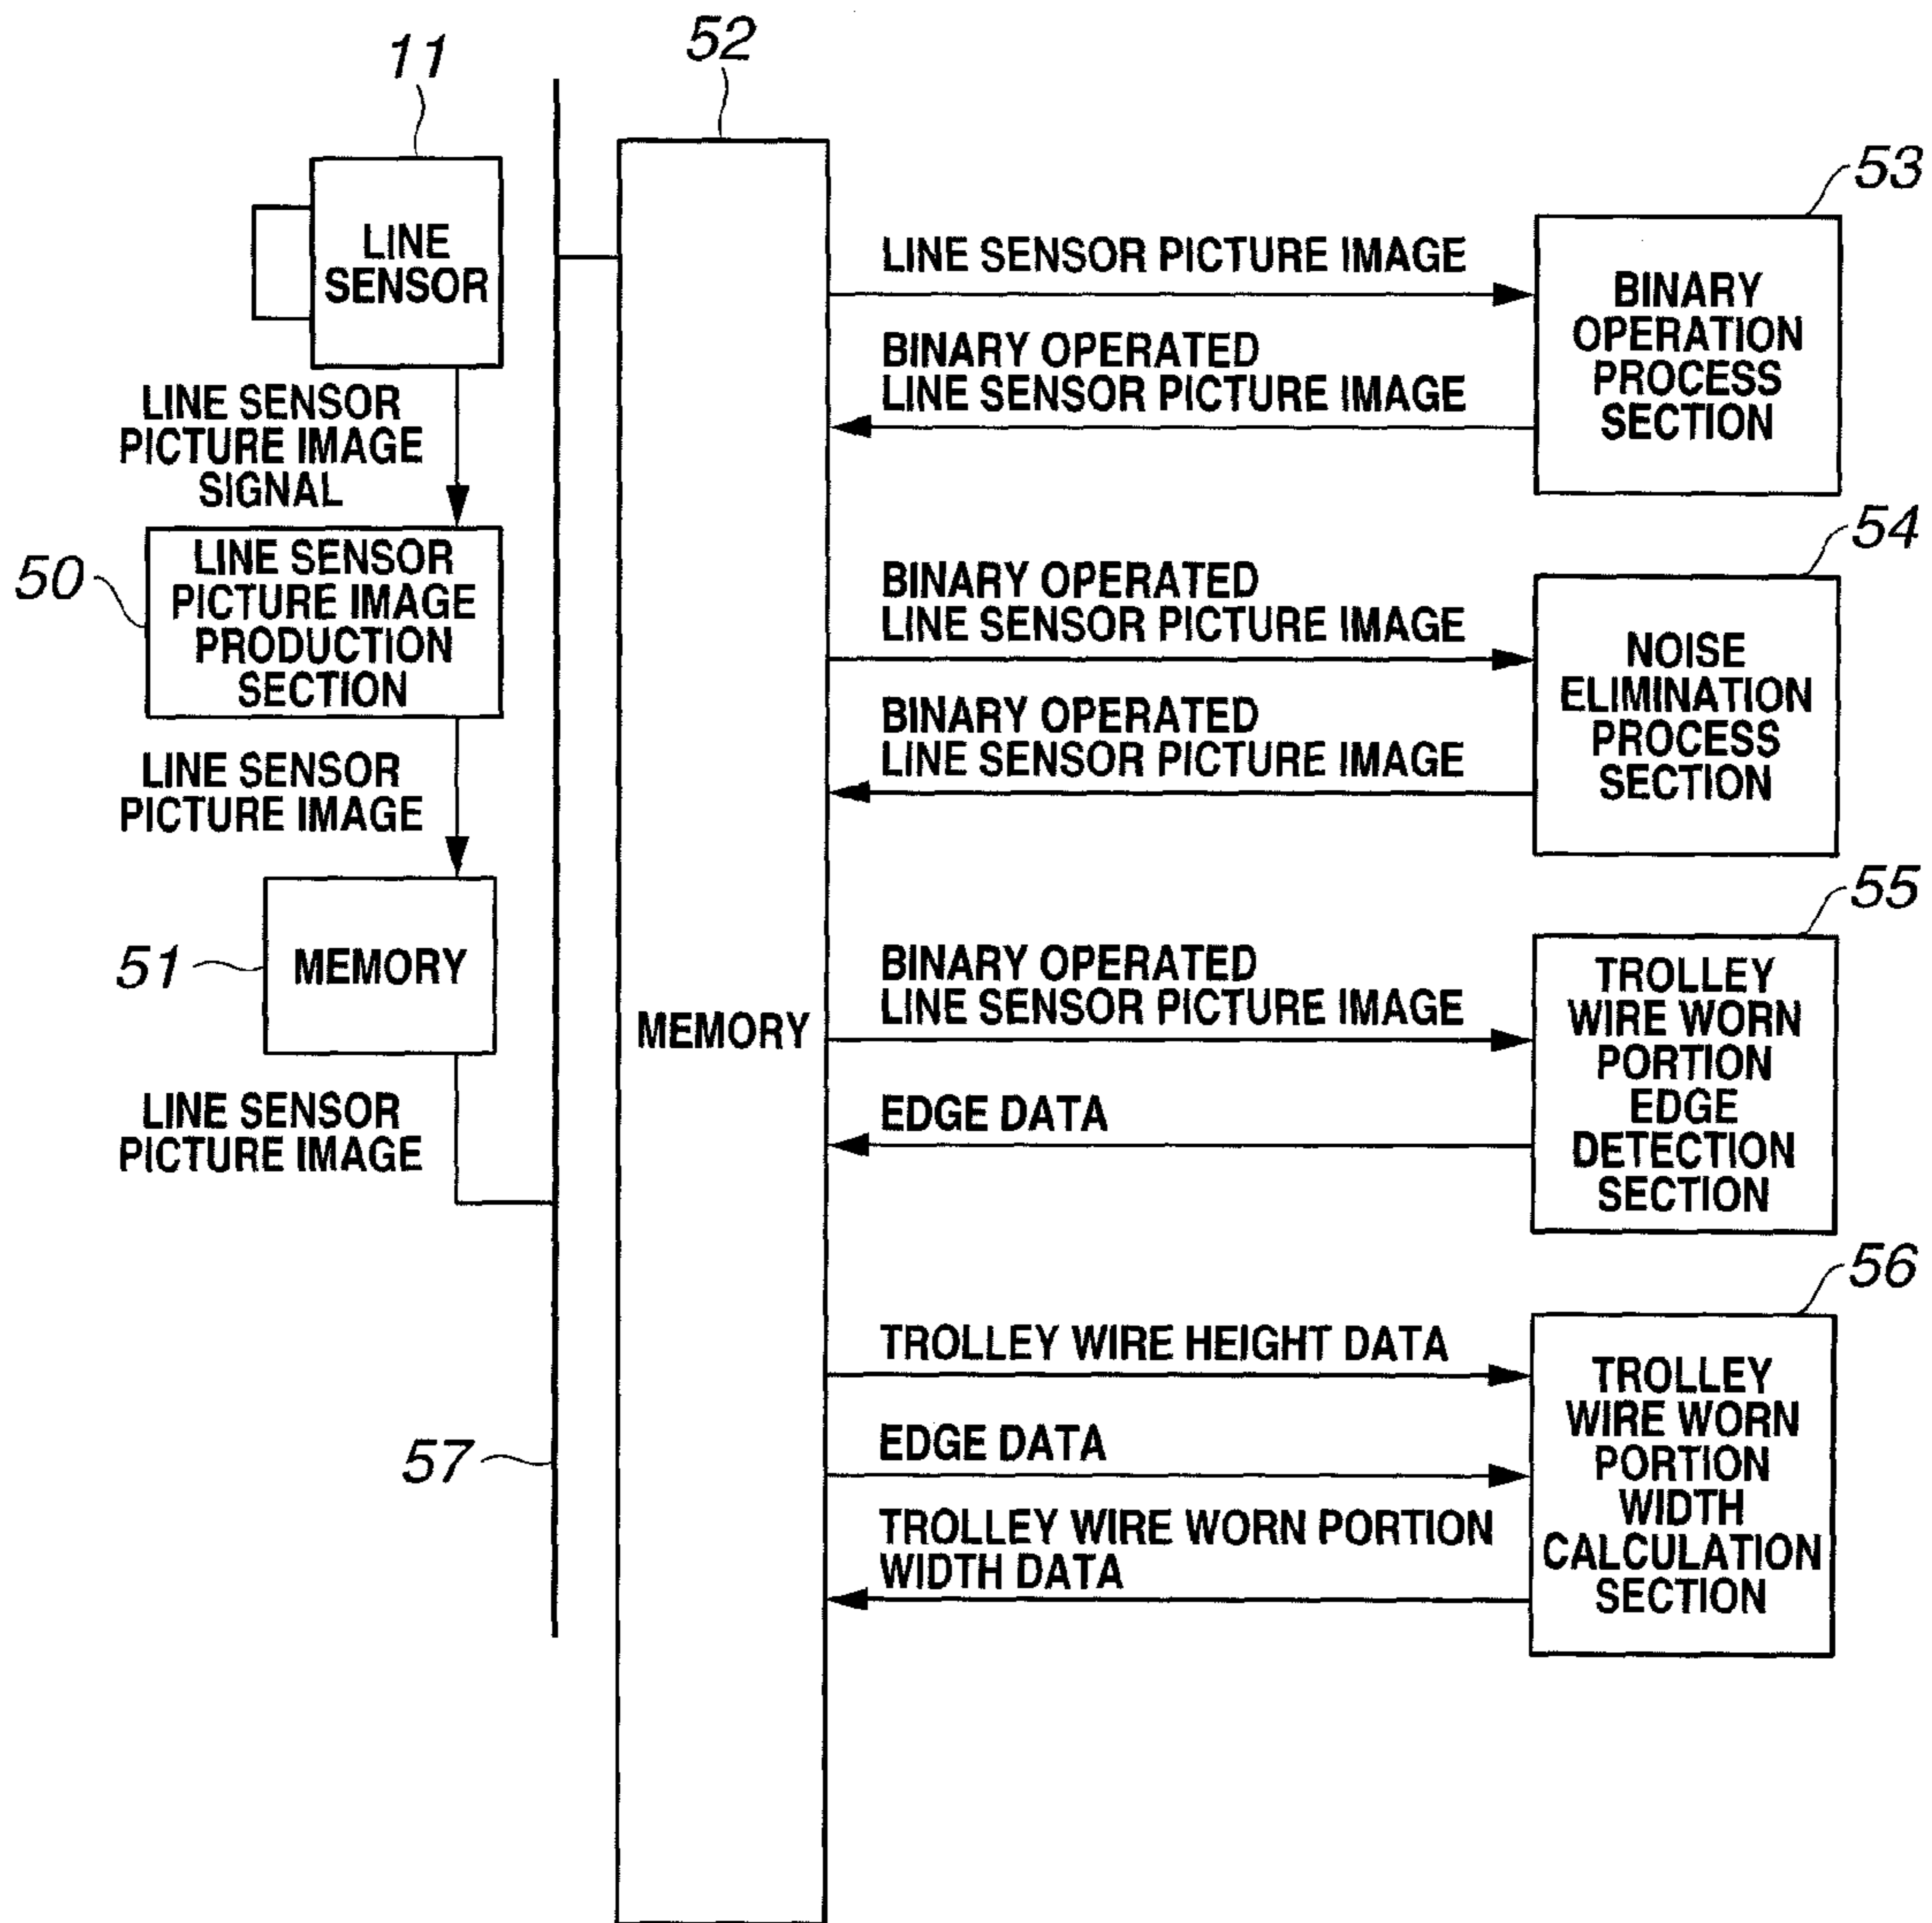 11
LINE
SENSOR
LINE SENSOR
PICTURE IMAGE
SIGNAL
50
LINE SENSOR
PICTURE IMAGE
PRODUCTION
SECTION
LINE SENSOR
PICTURE IMAGE
51
MEMORY
LINE SENSOR
PICTURE IMAGE
57
52
MEMORY
LINE SENSOR PICTURE IMAGE
BINARY OPERATED
LINE SENSOR PICTURE IMAGE
53
BINARY
OPERATION
PROCESS
SECTION
BINARY OPERATED
LINE SENSOR PICTURE IMAGE
BINARY OPERATED
LINE SENSOR PICTURE IMAGE
54
NOISE
ELIMINATION
PROCESS
SECTION
BINARY OPERATED
LINE SENSOR PICTURE IMAGE
EDGE DATA
55
TROLLEY
WIRE WORN
PORTION
EDGE
DETECTION
SECTION
TROLLEY WIRE HEIGHT DATA
EDGE DATA
TROLLEY WIRE WORN PORTION
WIDTH DATA
56
TROLLEY
WIRE WORN
PORTION
WIDTH
CALCULATION
SECTION